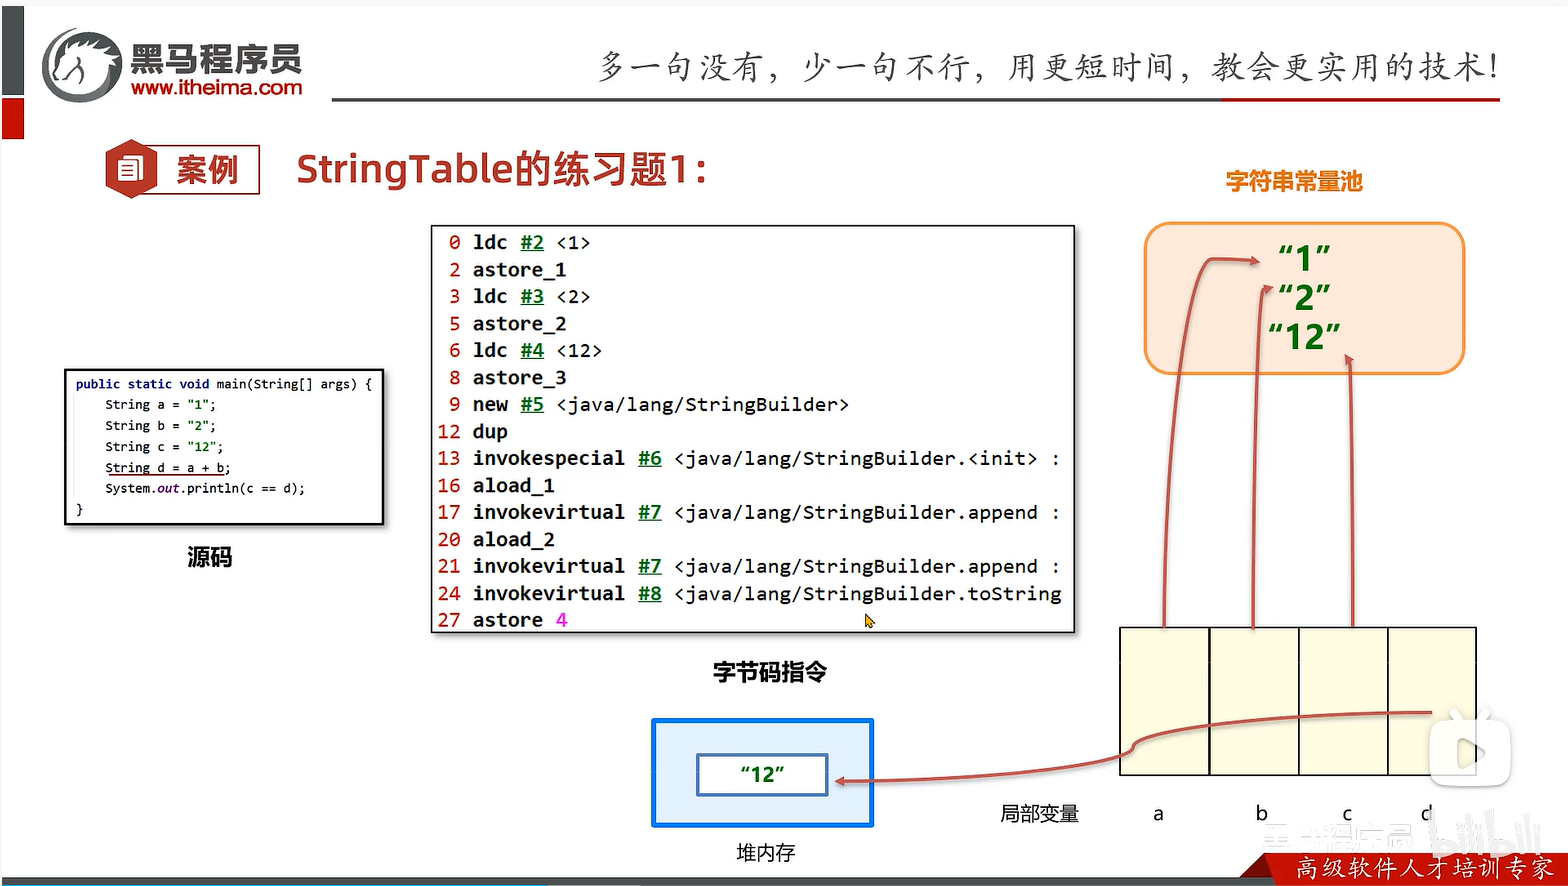 黑马程序员
www.itheima.com
多一句没有，少一句不行，用更短时间，教会更实用的技术！
案例
StringTable的练习题1：
字符串常量池
“1”
“2”
“12”
0 ldc #2 <1>
2 astore_1
3 ldc #3 <2>
5 astore_2
6 ldc #4 <12>
8 astore_3
9 new #5 <java/lang/StringBuilder>
12 dup
13 invokespecial #6 <java/lang/StringBuilder.<init> :
16 aload_1
17 invokevirtual #7 <java/lang/StringBuilder.append :
20 aload_2
21 invokevirtual #7 <java/lang/StringBuilder.append :
24 invokevirtual #8 <java/lang/StringBuilder.toString
27 astore 4
public static void main(String[] args) {
String a = "1";
String b = "2";
String c = "12";
String d = a + b;
System.out.println(c == d);
}
源码
字节码指令
“12”
堆内存
局部变量 a b c d
黑马程序员 bilibili
高级软件人才培训专家